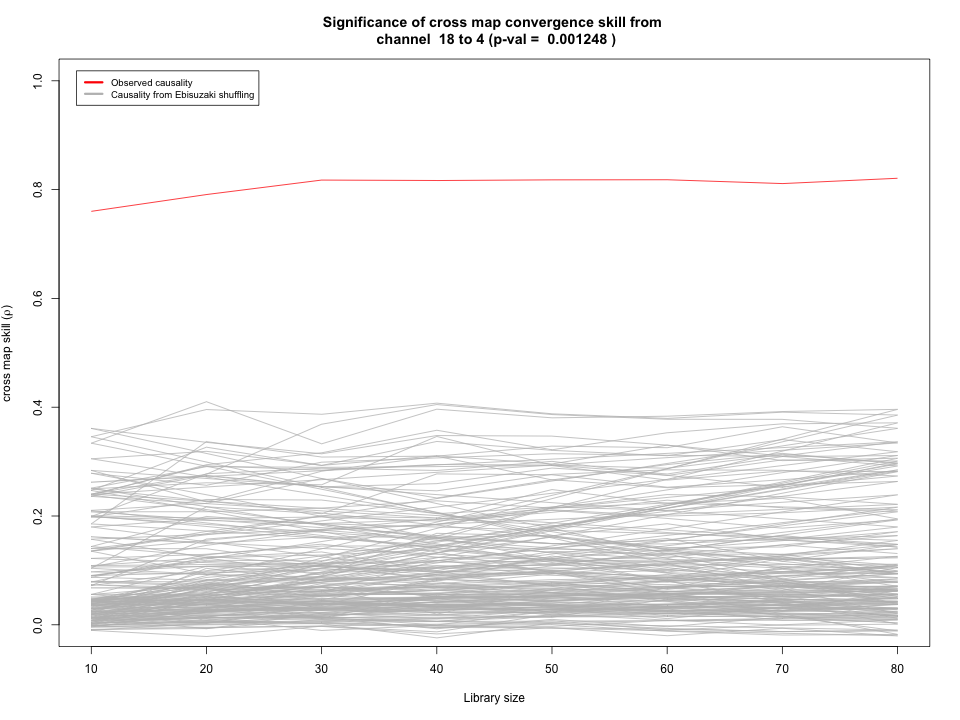 Significance of cross map convergence skill from
channel  18 to 4 (p-val =  0.001248 )
Observed causality
Causality from Ebisuzaki shuffling
1.0
0.8
0.6
0.4
0.2
0.0
cross map skill (ρ)
10 20 30 40 50 60 70 80
Library size